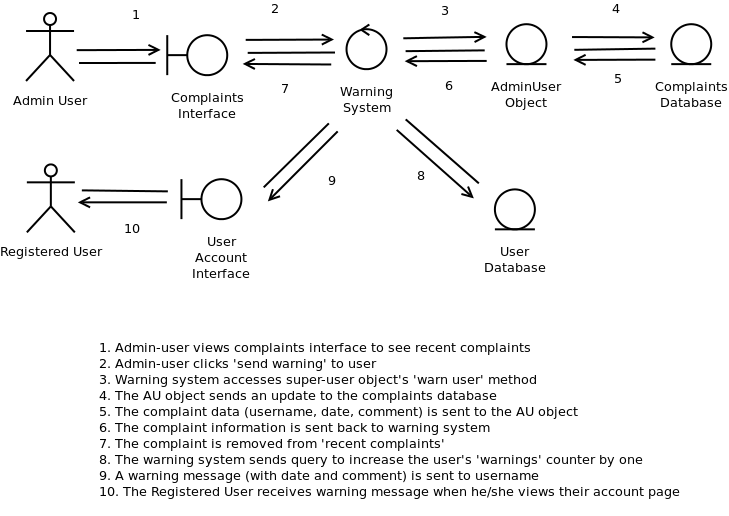 1
2
3
4
Admin User
Complaints
Interface
7
Warning
System
6
AdminUser
Object
5
Complaints
Database
9
8
10
Registered User
User
Account
Interface
User
Database
1. Admin-user views complaints interface to see recent complaints
2. Admin-user clicks 'send warning' to user
3. Warning system accesses super-user object's 'warn user' method
4. The AU object sends an update to the complaints database
5. The complaint data (username, date, comment) is sent to the AU object
6. The complaint information is sent back to warning system
7. The complaint is removed from 'recent complaints'
8. The warning system sends query to increase the user's 'warnings' counter by one
9. A warning message (with date and comment) is sent to username
10. The Registered User receives warning message when he/she views their account page